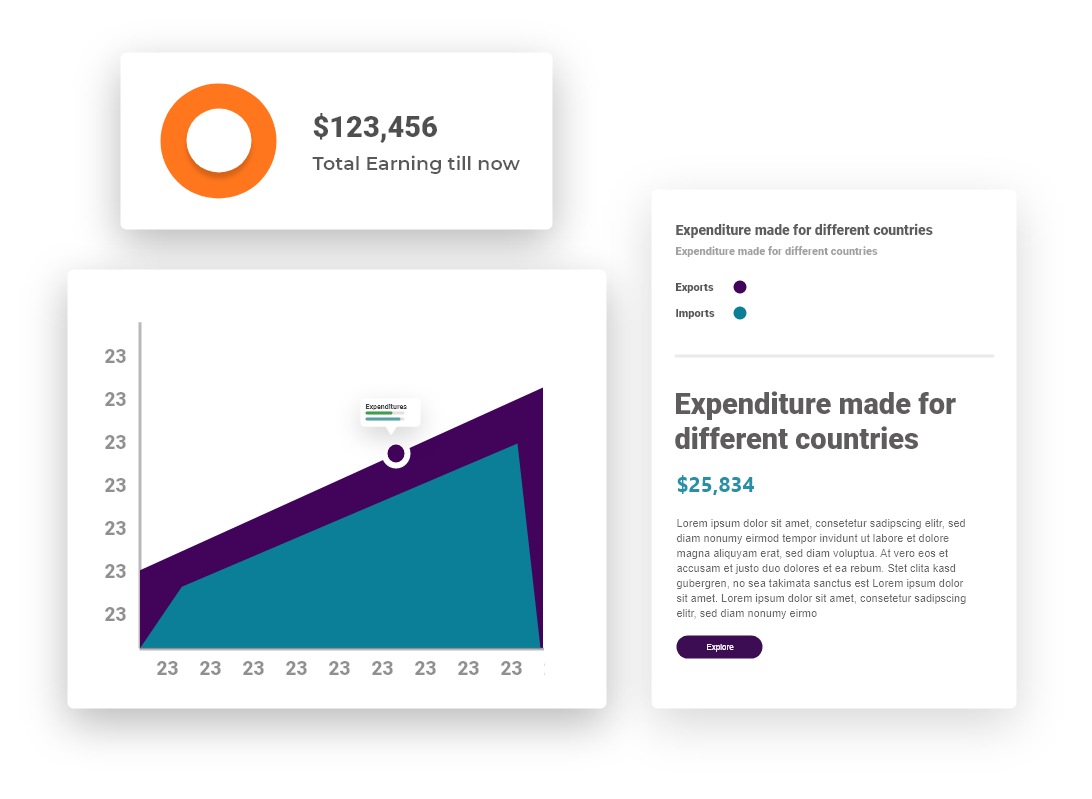 $123,456
Total Earning till now
23
23
23
23
23
23
23
23 23 23 23 23 23 23 23 23
Expenditures
Expenditure made for different countries
Expenditure made for different countries
Exports
Imports
Expenditure made for
different countries
$25,834
Lorem ipsum dolor sit amet, consetetur sadipscing elitr, sed
diam nonumy eirmod tempor invidunt ut labore et dolore
magna aliquyam erat, sed diam voluptua. At vero eos et
accusam et justo duo dolores et ea rebum. Stet clita kasd
gubergren, no sea takimata sanctus est Lorem ipsum dolor
sit amet. Lorem ipsum dolor sit amet, consetetur sadipscing
elitr, sed diam nonumy eirmo
Explore